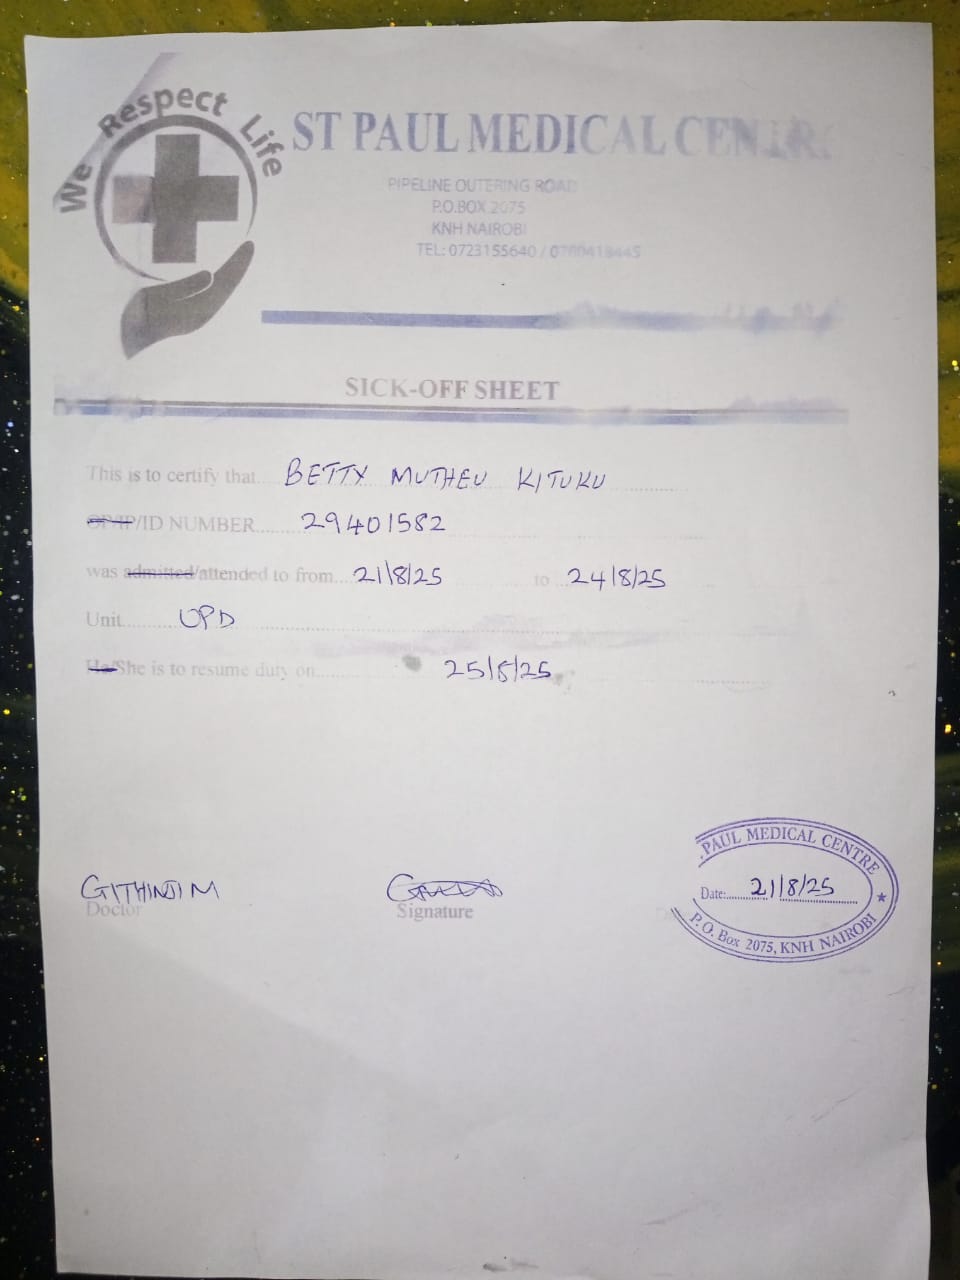 We Respect Life
ST PAUL MEDICAL CENTRE
PIPELINE OUTERING ROAD
P.O.BOX 2075
KNH NAIROBI
TEL: 0723155640 / 0700418445
SICK-OFF SHEET
This is to certify that BETTY MUTHEU KITUKU
OP/IP/ID NUMBER 29401582
was admitted/attended to from 21/8/25 to 24/8/25
Unit OPD
He/She is to resume duty on 25/8/25
GITHINJI M
Doctor Signature
PAUL MEDICAL CENTRE
Date: 21/8/25
P.O. Box 2075, KNH NAIROBI